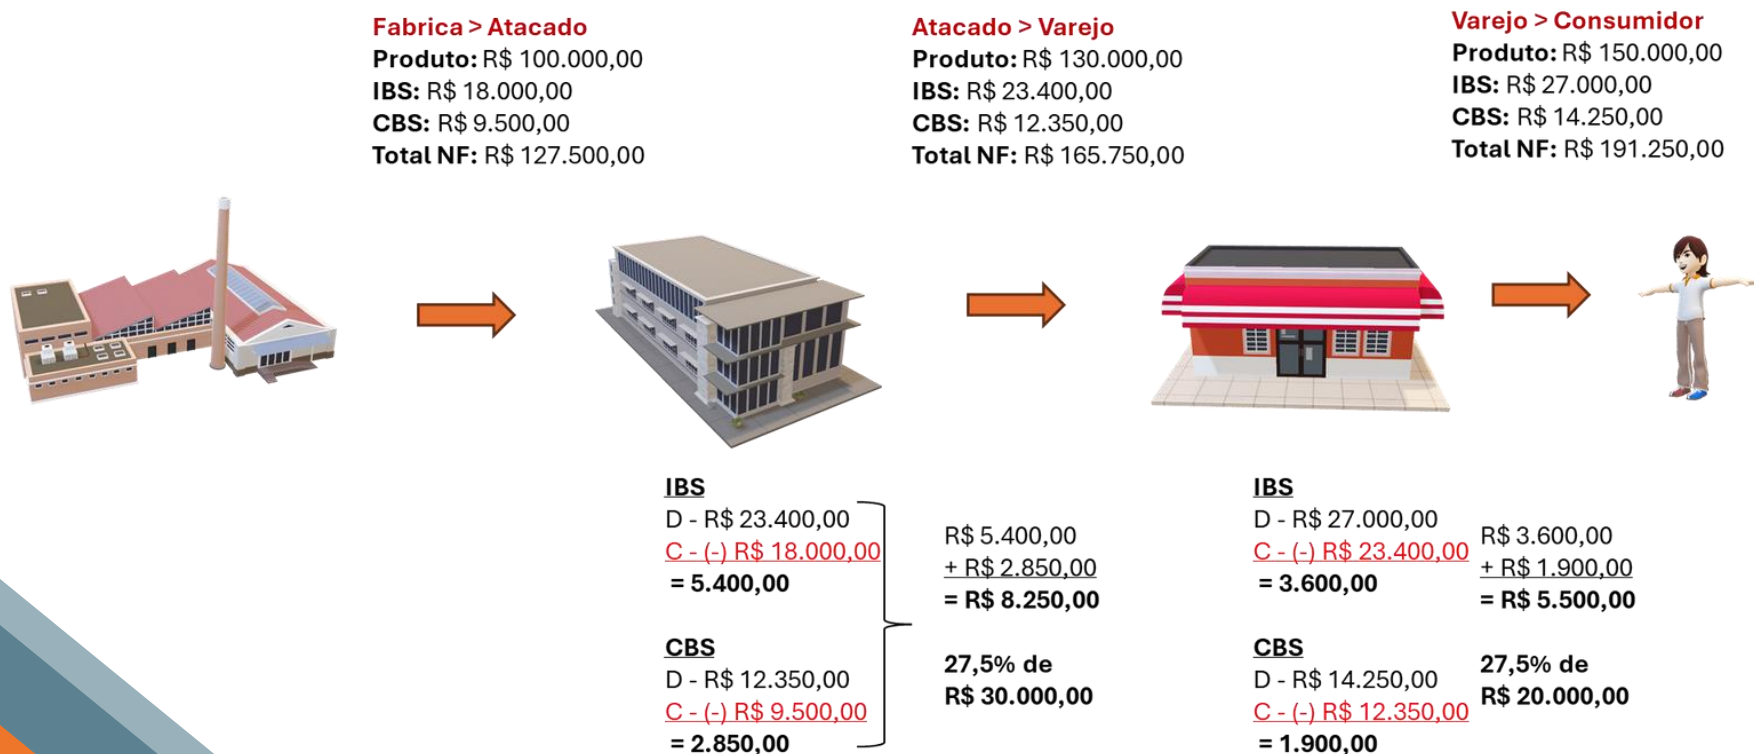 Fabrica > Atacado
Produto: R$ 100.000,00
IBS: R$ 18.000,00
CBS: R$ 9.500,00
Total NF: R$ 127.500,00
Atacado > Varejo
Produto: R$ 130.000,00
IBS: R$ 23.400,00
CBS: R$ 12.350,00
Total NF: R$ 165.750,00
Varejo > Consumidor
Produto: R$ 150.000,00
IBS: R$ 27.000,00
CBS: R$ 14.250,00
Total NF: R$ 191.250,00
IBS
D - R$ 23.400,00
C - (-) R$ 18.000,00
= 5.400,00
CBS
D - R$ 12.350,00
C - (-) R$ 9.500,00
= 2.850,00
R$ 5.400,00
+ R$ 2.850,00
= R$ 8.250,00
27,5% de
R$ 30.000,00
IBS
D - R$ 27.000,00
C - (-) R$ 23.400,00
= 3.600,00
CBS
D - R$ 14.250,00
C - (-) R$ 12.350,00
= 1.900,00
R$ 3.600,00
+ R$ 1.900,00
= R$ 5.500,00
27,5% de
R$ 20.000,00